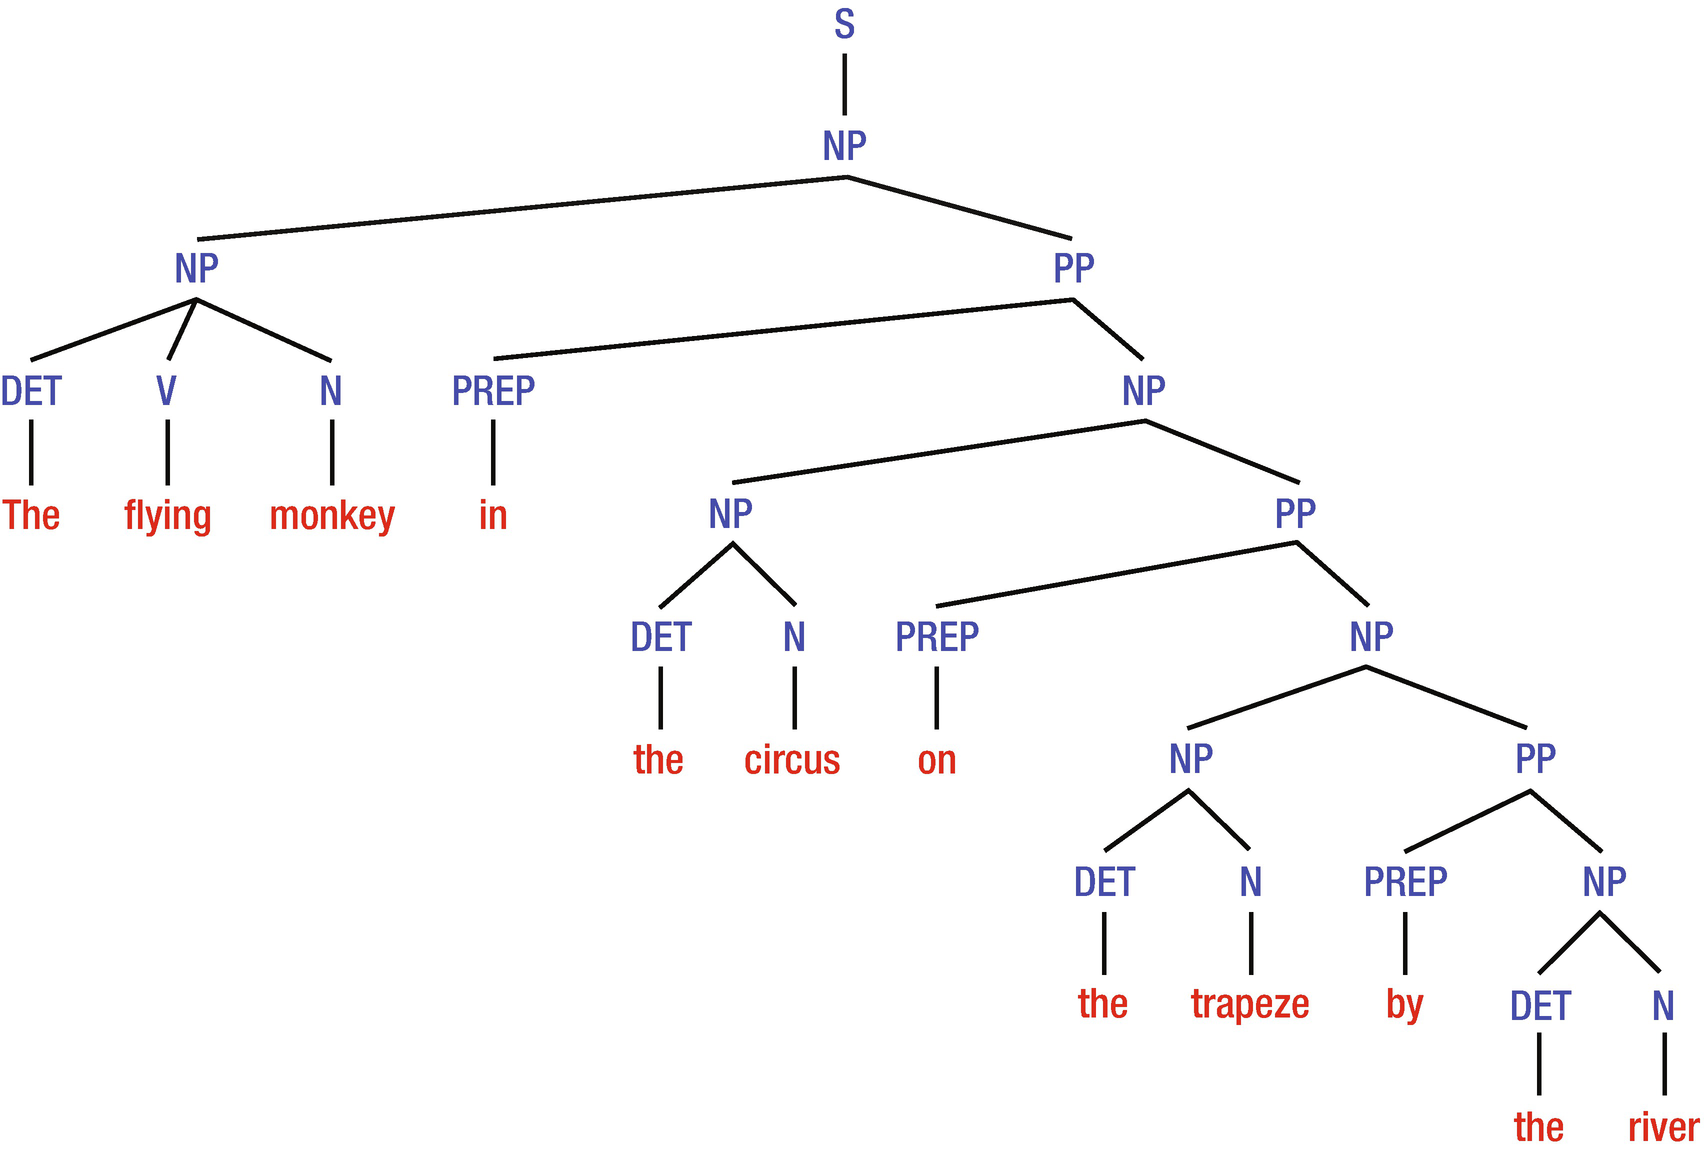 S
NP
NP PP
DET V N PREP NP
The flying monkey in NP PP
DET N PREP NP
the circus on NP PP
DET N PREP NP
the trapeze by DET N
the river